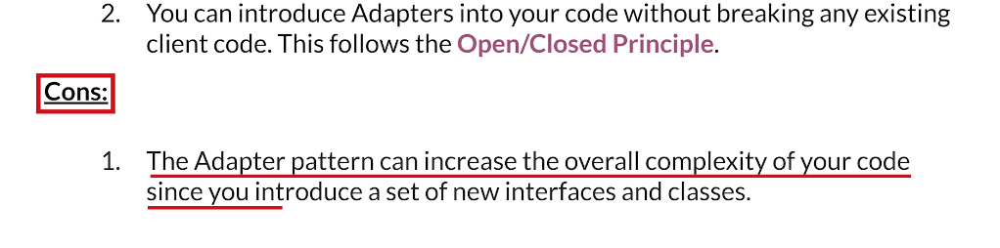 2. You can introduce Adapters into your code without breaking any existing
client code. This follows the Open/Closed Principle.
Cons:
1. The Adapter pattern can increase the overall complexity of your code
since you introduce a set of new interfaces and classes.